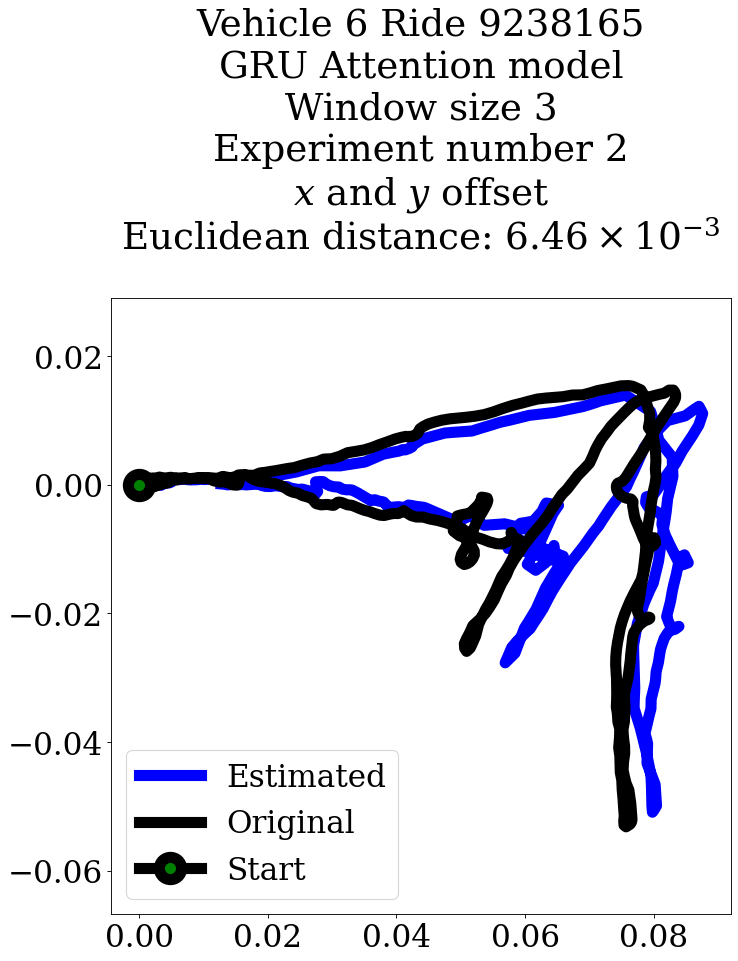 Vehicle 6 Ride 9238165
GRU Attention model
Window size 3
Experiment number 2
x and y offset
Euclidean distance: 6.46 × 10⁻³
0.02
0.00
−0.02
−0.04
−0.06
Estimated
Original
Start
0.00 0.02 0.04 0.06 0.08